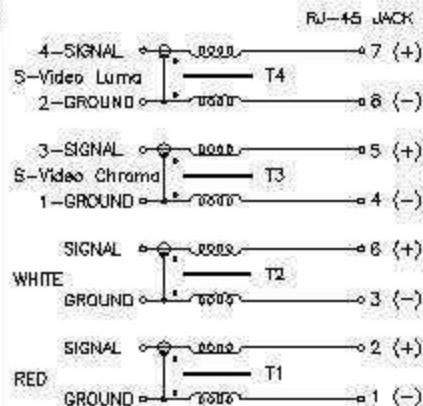 RJ-45 JACK
4-SIGNAL 7 (+)
S-Video Luma T4
2-GROUND 8 (-)
3-SIGNAL 5 (+)
S-Video Chroma T3
1-GROUND 4 (-)
SIGNAL 6 (+)
WHITE T2
GROUND 3 (-)
SIGNAL 2 (+)
RED T1
GROUND 1 (-)